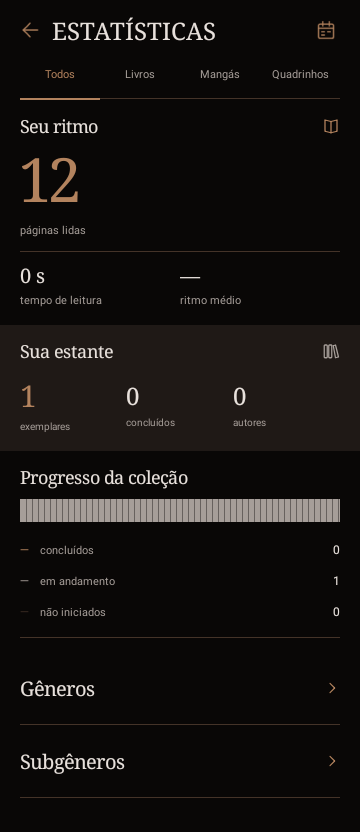 ESTATÍSTICAS
Todos Livros Mangás Quadrinhos
Seu ritmo
12
páginas lidas
0 s —
tempo de leitura ritmo médio
Sua estante
1 0 0
exemplares concluídos autores
Progresso da coleção
— concluídos 0
— em andamento 1
— não iniciados 0
Gêneros
Subgêneros